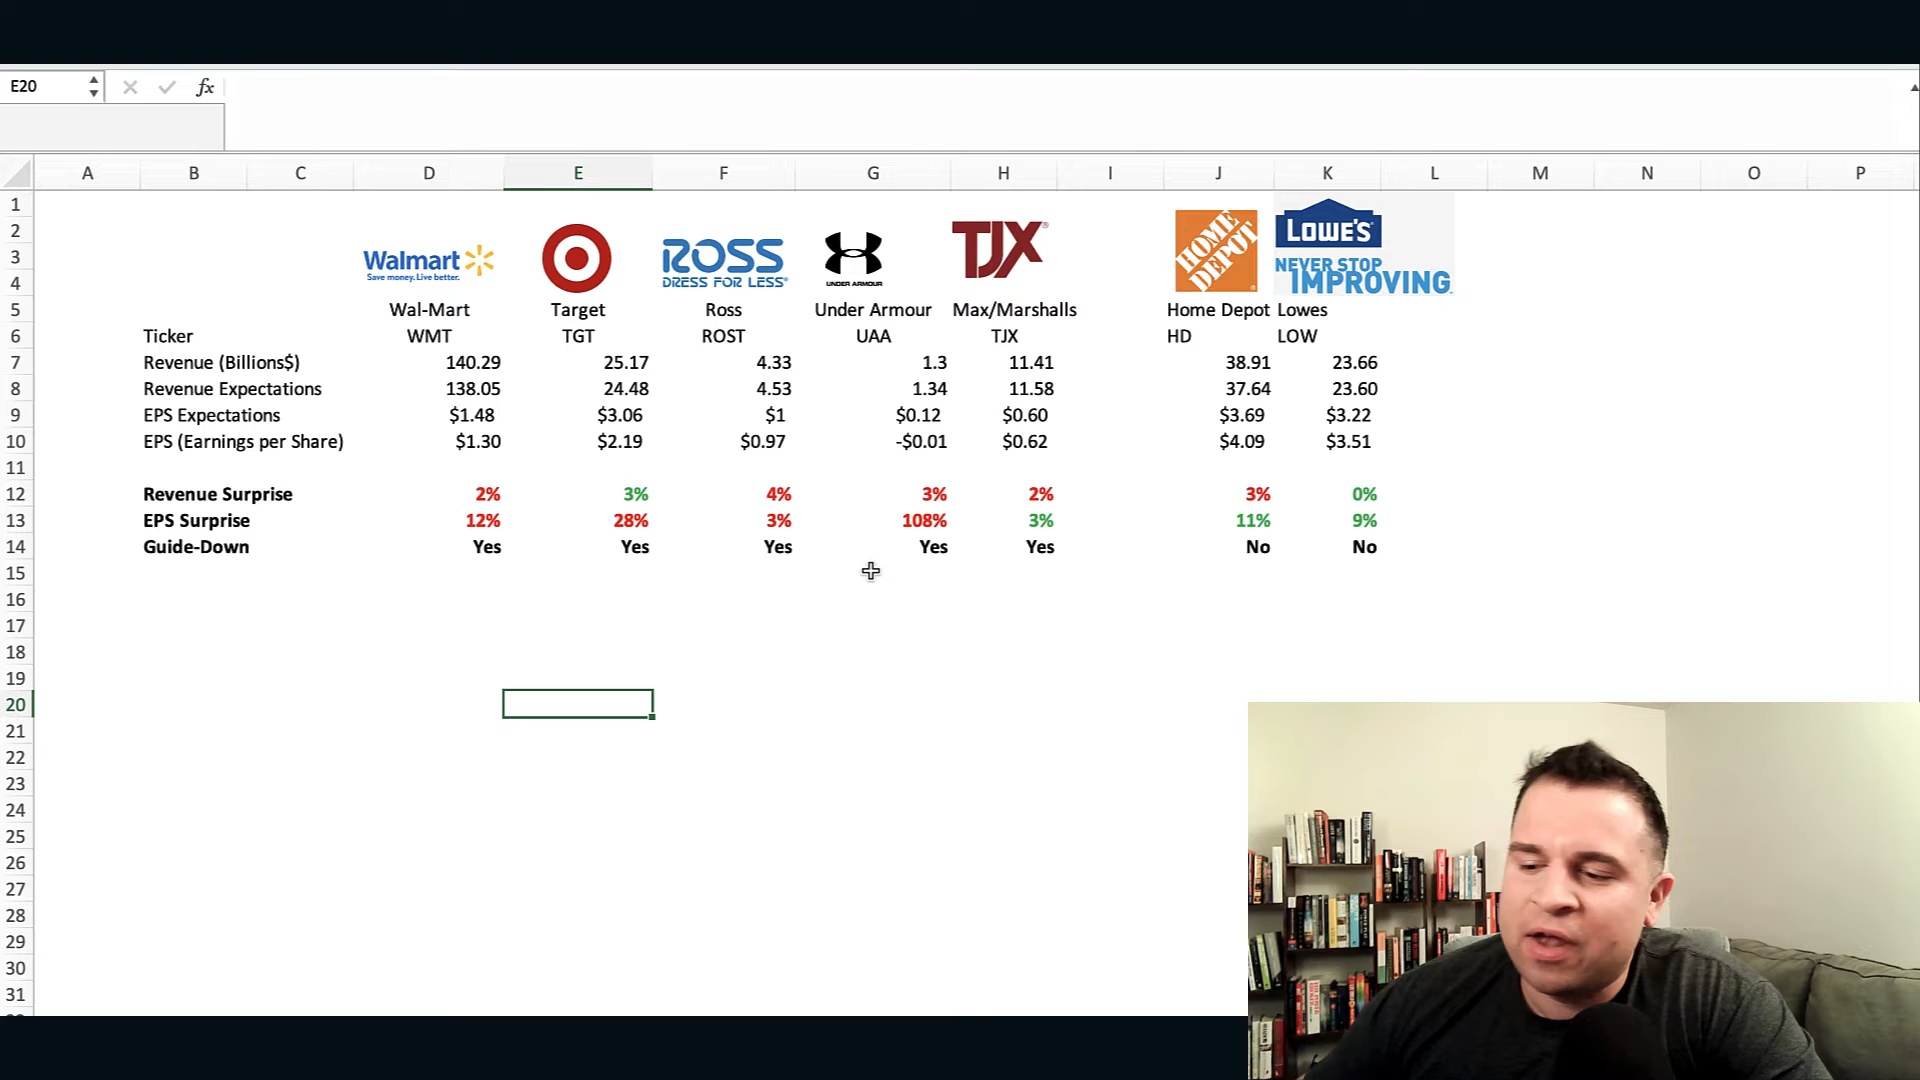 E20 fx
A B C D E F G H I J K L M N O P
1
2
3
4
Walmart
Save money. Live better.
ROSS
DRESS FOR LESS®
UNDER ARMOUR
TJX®
HOME DEPOT
LOWE'S
NEVER STOP
IMPROVING
5 Wal-Mart Target Ross Under Armour Max/Marshalls Home Depot Lowes
6 Ticker WMT TGT ROST UAA TJX HD LOW
7 Revenue (Billions$) 140.29 25.17 4.33 1.3 11.41 38.91 23.66
8 Revenue Expectations 138.05 24.48 4.53 1.34 11.58 37.64 23.60
9 EPS Expectations $1.48 $3.06 $1 $0.12 $0.60 $3.69 $3.22
10 EPS (Earnings per Share) $1.30 $2.19 $0.97 -$0.01 $0.62 $4.09 $3.51
11
12 Revenue Surprise 2% 3% 4% 3% 2% 3% 0%
13 EPS Surprise 12% 28% 3% 108% 3% 11% 9%
14 Guide-Down Yes Yes Yes Yes Yes No No
15
16
17
18
19
20
21
22
23
24
25
26
27
28
29
30
31